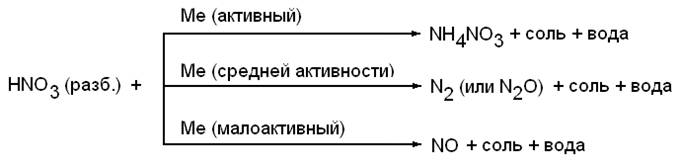 Me (активный)
NH4NO3 + соль + вода
HNO3 (разб.) + Me (средней активности) N2 (или N2O) + соль + вода
Me (малоактивный)
NO + соль + вода